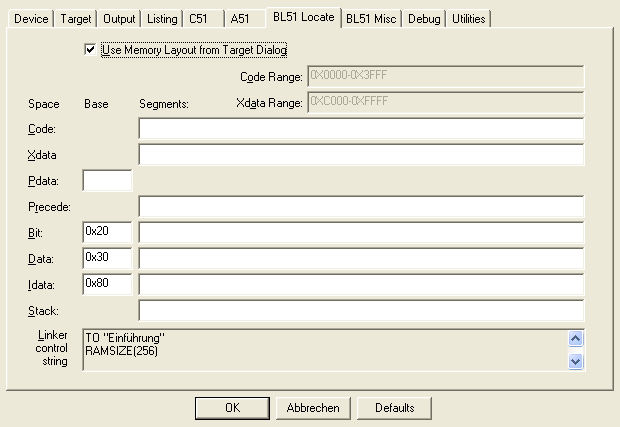 Device Target Output Listing C51 A51 BL51 Locate BL51 Misc Debug Utilities
Use Memory Layout from Target Dialog
Code Range: 0X0000-0X3FFF
Space Base Segments: Xdata Range: 0XC000-0XFFFF
Code:
Xdata
Pdata:
Precede:
Bit: 0x20
Data: 0x30
Idata: 0x80
Stack:
Linker control string
TO "Einführung"
RAMSIZE(256)
OK Abbrechen Defaults